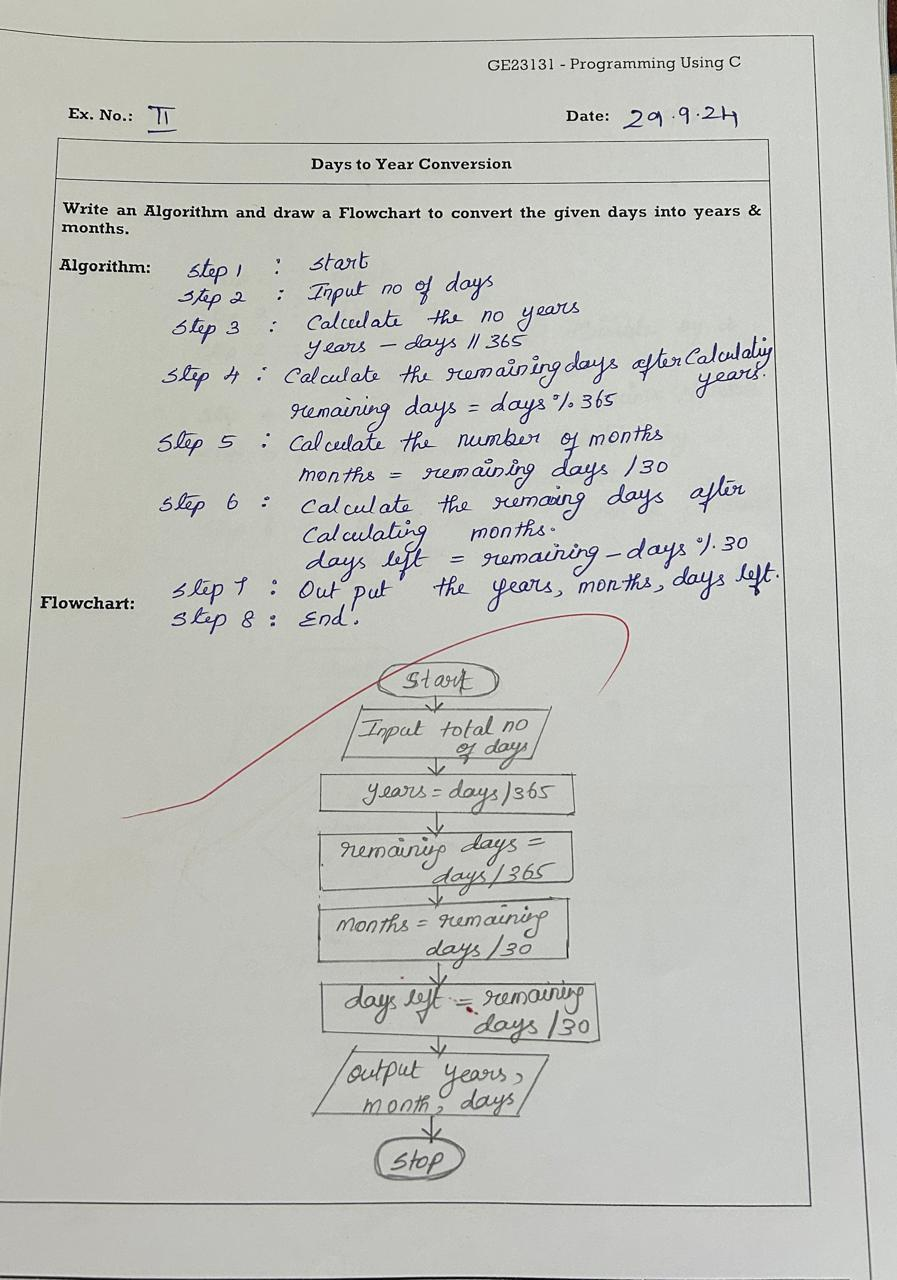 GE23131 - Programming Using C
Ex. No.: II
Date: 29.9.24
Days to Year Conversion
Write an Algorithm and draw a Flowchart to convert the given days into years &
months.
Algorithm:
Step 1 : start
Step 2 : Input no of days
Step 3 : Calculate the no years
years - days // 365
Step 4 : Calculate the remaining days after Calculatig
years.
remaining days = days % 365
Step 5 : Calculate the number of months
months = remaining days /30
Step 6 : Calculate the remaing days after
Calculating months.
days left = remaining - days % 30
Step 7 : Out put the years, months, days left.
Flowchart:
Step 8 : End.
Start
Input total no
of days
years = days/365
remaining days =
days/365
months = remaining
days/30
days left = remaining
days /30
output years,
month, days
Stop